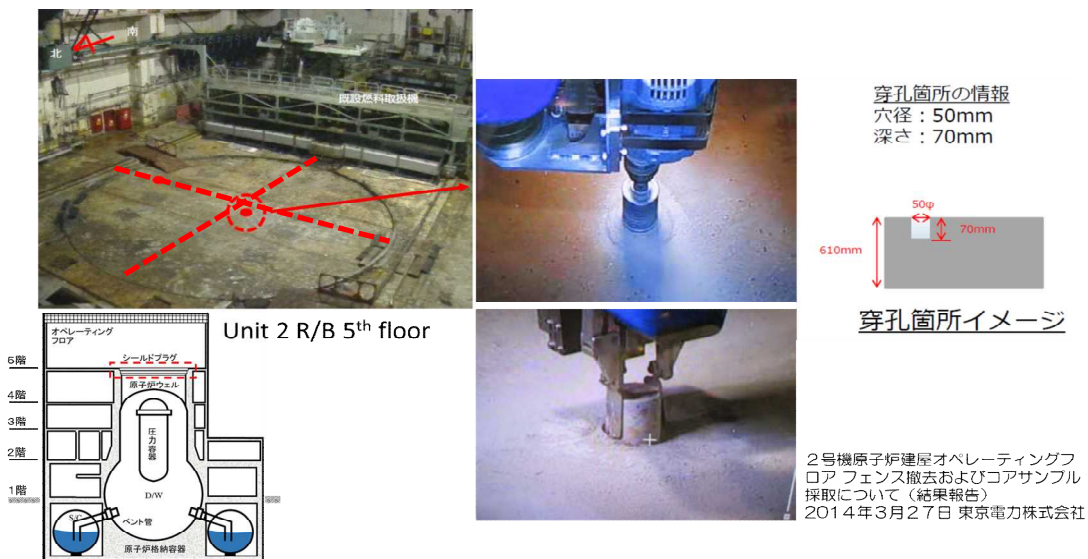 北
南
既設燃料取扱機
穿孔箇所の情報
穴径：50mm
深さ：70mm
50φ
70mm
610mm
穿孔箇所イメージ
Unit 2 R/B 5th floor
オペレーティング
フロア
シールドプラグ
5階
原子炉ウェル
4階
3階
圧力容器
2階
D/W
1階
S/C
ベント管
原子炉格納容器
2号機原子炉建屋オペレーティングフ
ロア フェンス撤去およびコアサンプル
採取について（結果報告）
2014年3月27日 東京電力株式会社